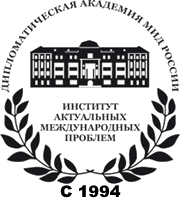 ДИПЛОМАТИЧЕСКАЯ АКАДЕМИЯ МИД РОССИИ
ИНСТИТУТ
АКТУАЛЬНЫХ
МЕЖДУНАРОДНЫХ
ПРОБЛЕМ
С 1994